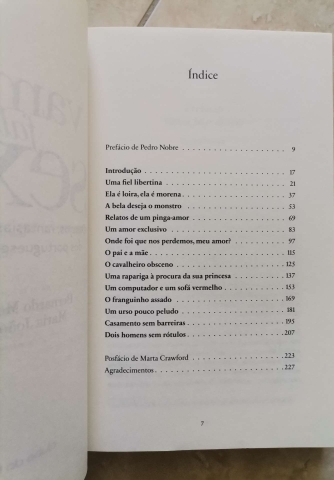 Índice
Prefácio de Pedro Nobre 9
Introdução 17
Uma fiel libertina 21
Ela é loira, ela é morena 41
A bela deseja o monstro 53
Relatos de um pinga-amor 69
Um amor exclusivo 83
Onde foi que nos perdemos, meu amor? 97
O pai e a mãe 115
O cavalheiro obsceno 125
Uma rapariga à procura da sua princesa 137
Um computador e um sofá vermelho 153
O franguinho assado 169
Um urso pouco peludo 181
Casamento sem barreiras 195
Dois homens sem rótulos 207
Posfácio de Marta Crawford 223
Agradecimentos 227
7